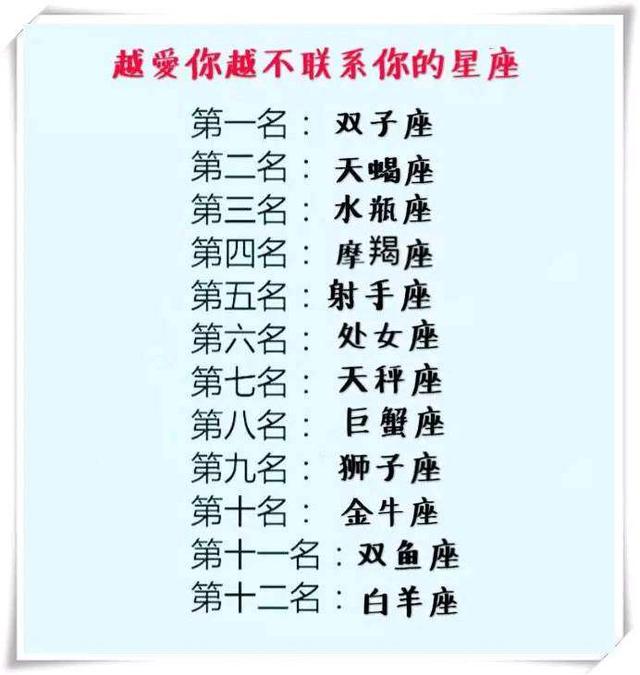 越愛你越不联系你的星座
第一名：双子座
第二名：天蝎座
第三名：水瓶座
第四名：摩羯座
第五名：射手座
第六名：处女座
第七名：天秤座
第八名：巨蟹座
第九名：狮子座
第十名：金牛座
第十一名：双鱼座
第十二名：白羊座